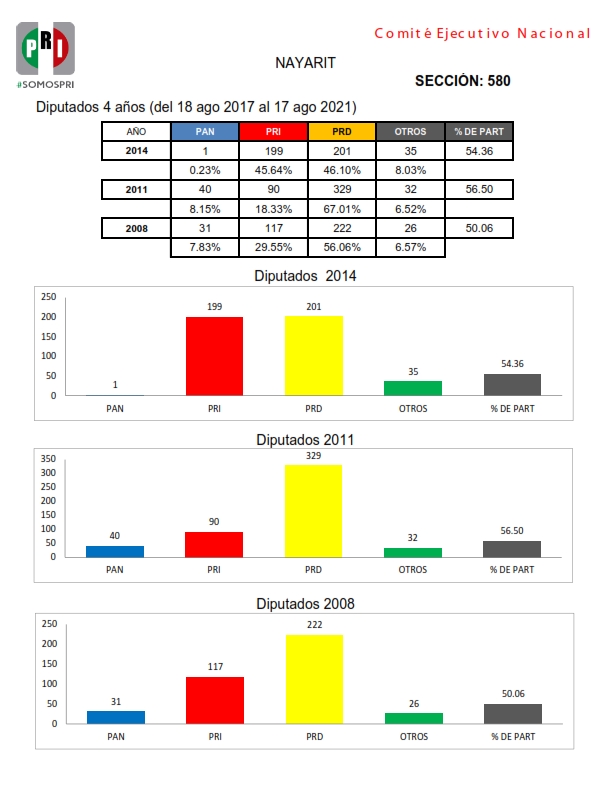 PRI
#SOMOSPRI
Comité Ejecutivo Nacional
NAYARIT
SECCIÓN: 580
Diputados 4 años (del 18 ago 2017 al 17 ago 2021)
AÑO PAN PRI PRD OTROS % DE PART
2014 1 199 201 35 54.36
0.23% 45.64% 46.10% 8.03%
2011 40 90 329 32 56.50
8.15% 18.33% 67.01% 6.52%
2008 31 117 222 26 50.06
7.83% 29.55% 56.06% 6.57%
Diputados 2014
250
200
150
100
50
0
1 199 201 35 54.36
PAN PRI PRD OTROS % DE PART
Diputados 2011
350
300
250
200
150
100
50
0
40 90 329 32 56.50
PAN PRI PRD OTROS % DE PART
Diputados 2008
250
200
150
100
50
0
31 117 222 26 50.06
PAN PRI PRD OTROS % DE PART